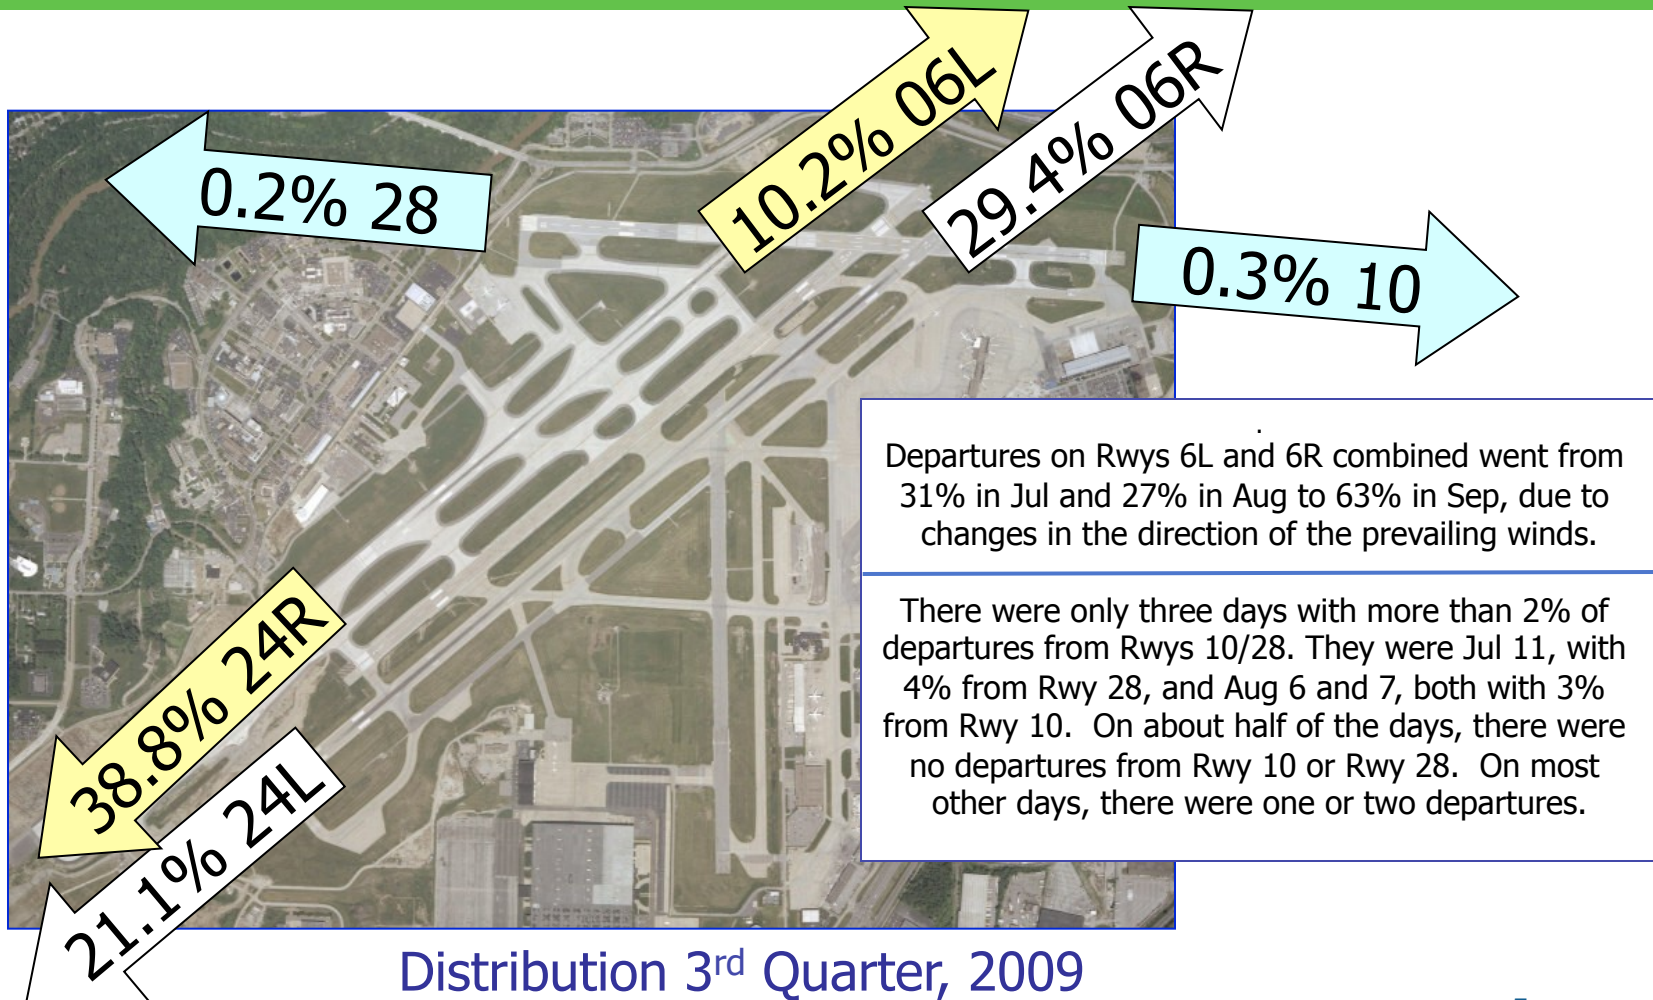 10.2% 06L
29.4% 06R
0.2% 28
0.3% 10
.
Departures on Rwys 6L and 6R combined went from
31% in Jul and 27% in Aug to 63% in Sep, due to
changes in the direction of the prevailing winds.
There were only three days with more than 2% of
departures from Rwys 10/28. They were Jul 11, with
4% from Rwy 28, and Aug 6 and 7, both with 3%
from Rwy 10.  On about half of the days, there were
no departures from Rwy 10 or Rwy 28.  On most
other days, there were one or two departures.
38.8% 24R
21.1% 24L
Distribution 3rd Quarter, 2009